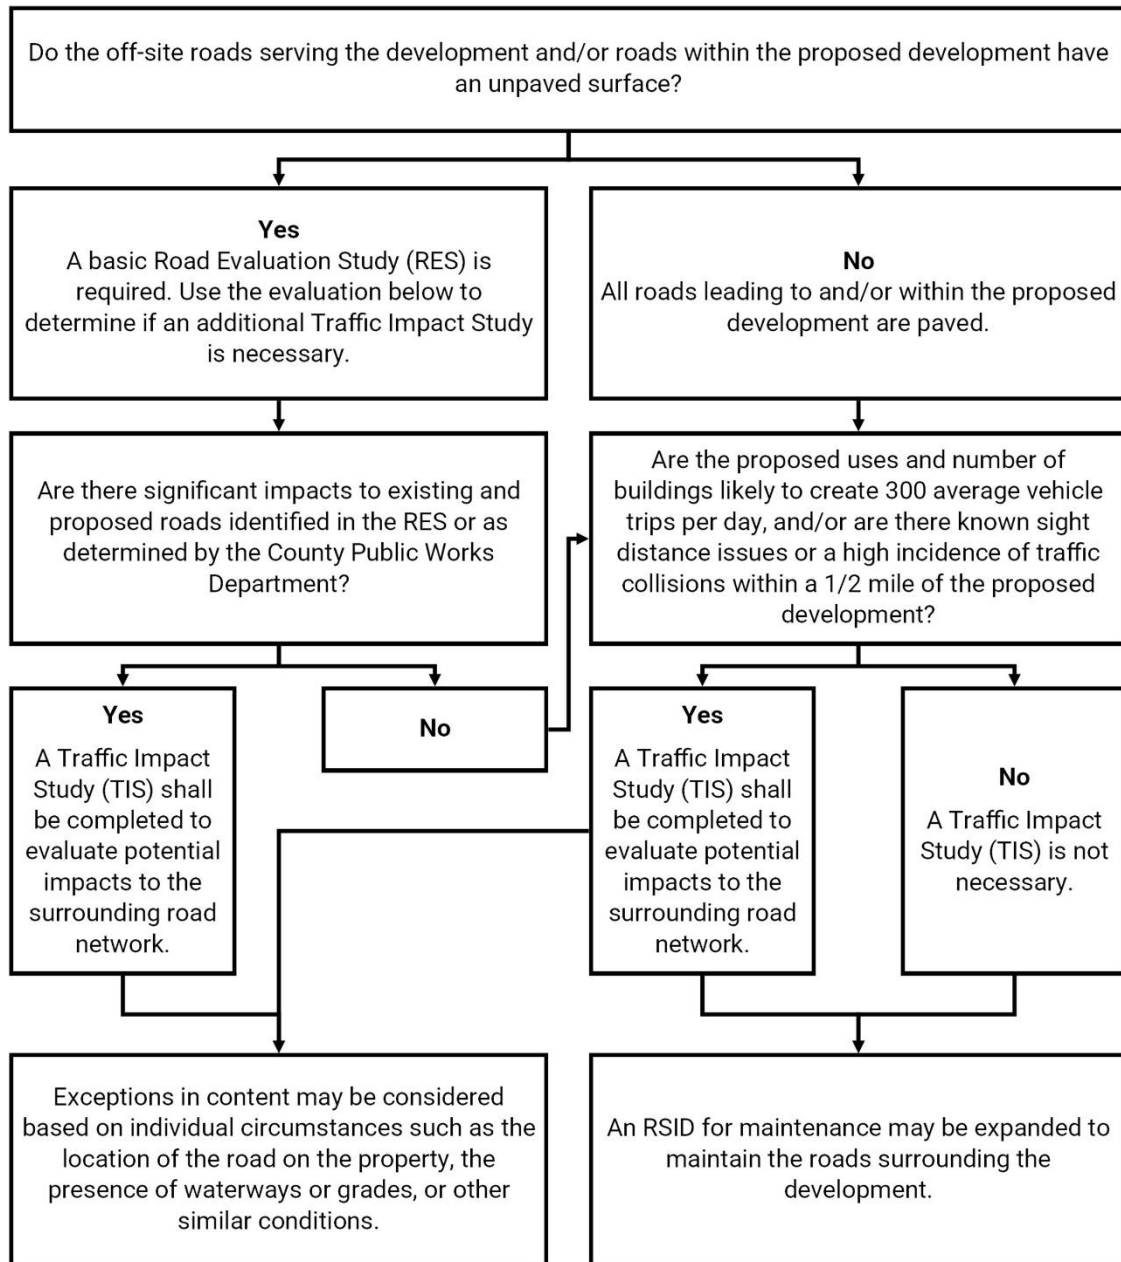 Do the off-site roads serving the development and/or roads within the proposed development have
an unpaved surface?
Yes
A basic Road Evaluation Study (RES) is
required. Use the evaluation below to
determine if an additional Traffic Impact Study
is necessary.
No
All roads leading to and/or within the proposed
development are paved.
Are there significant impacts to existing and
proposed roads identified in the RES or as
determined by the County Public Works
Department?
Are the proposed uses and number of
buildings likely to create 300 average vehicle
trips per day, and/or are there known sight
distance issues or a high incidence of traffic
collisions within a 1/2 mile of the proposed
development?
Yes
A Traffic Impact
Study (TIS) shall
be completed to
evaluate potential
impacts to the
surrounding road
network.
No
Yes
A Traffic Impact
Study (TIS) shall
be completed to
evaluate potential
impacts to the
surrounding road
network.
No
A Traffic Impact
Study (TIS) is not
necessary.
Exceptions in content may be considered
based on individual circumstances such as the
location of the road on the property, the
presence of waterways or grades, or other
similar conditions.
An RSID for maintenance may be expanded to
maintain the roads surrounding the
development.